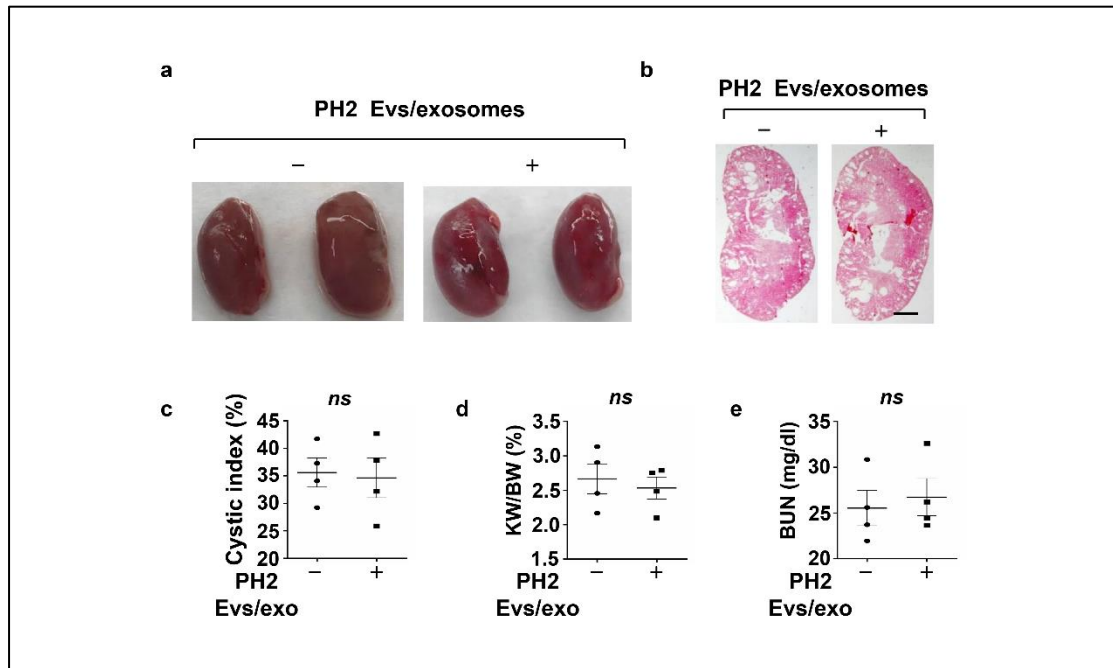 a
PH2 Evs/exosomes
− +
b
PH2 Evs/exosomes
− +
c
ns
Cystic index (%)
45
40
35
30
25
20
− +
PH2
Evs/exo
d
ns
KW/BW (%)
3.5
3.0
2.5
2.0
1.5
− +
PH2
Evs/exo
e
ns
BUN (mg/dl)
35
30
25
20
− +
PH2
Evs/exo